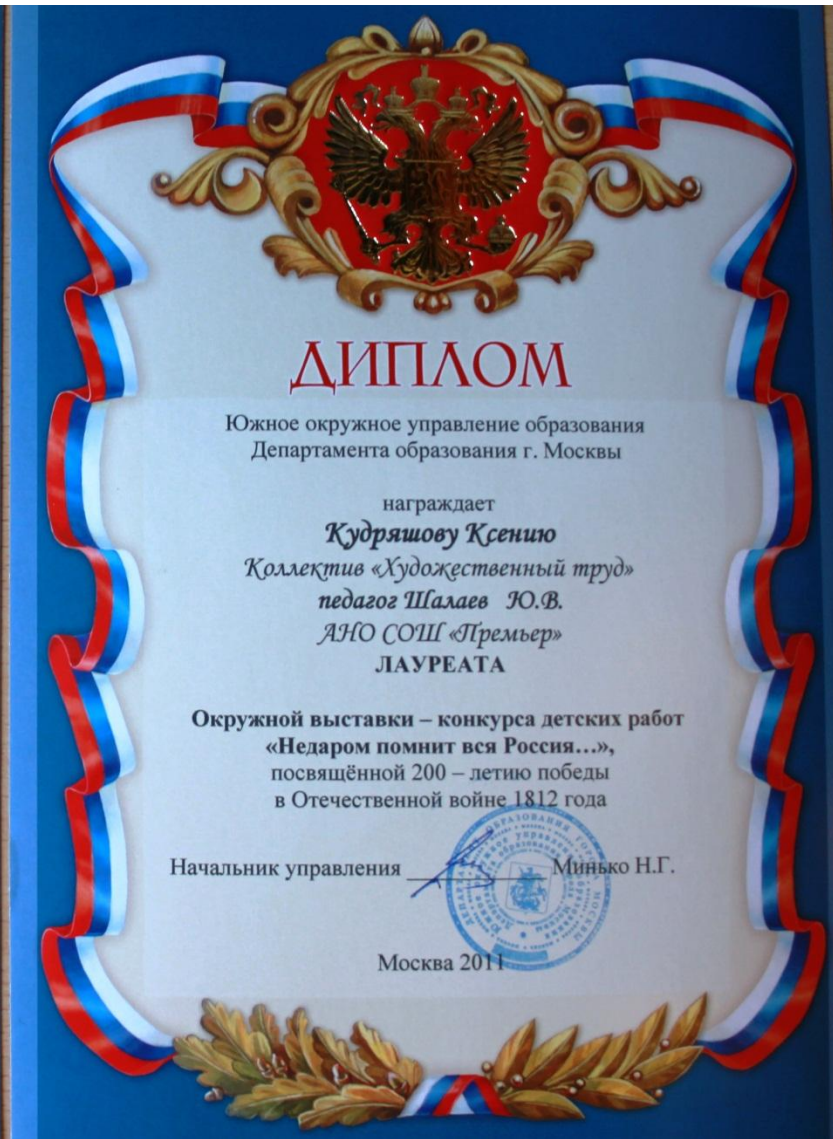 ДИПЛОМ
Южное окружное управление образования
Департамента образования г. Москвы
награждает
Кудряшову Ксению
Коллектив «Художественный труд»
педагог Шалаев Ю.В.
АНО СОШ «Премьер»
ЛАУРЕАТА
Окружной выставки – конкурса детских работ
«Недаром помнит вся Россия…»,
посвящённой 200 – летию победы
в Отечественной войне 1812 года
Начальник управления ____________ Минько Н.Г.
Москва 2011